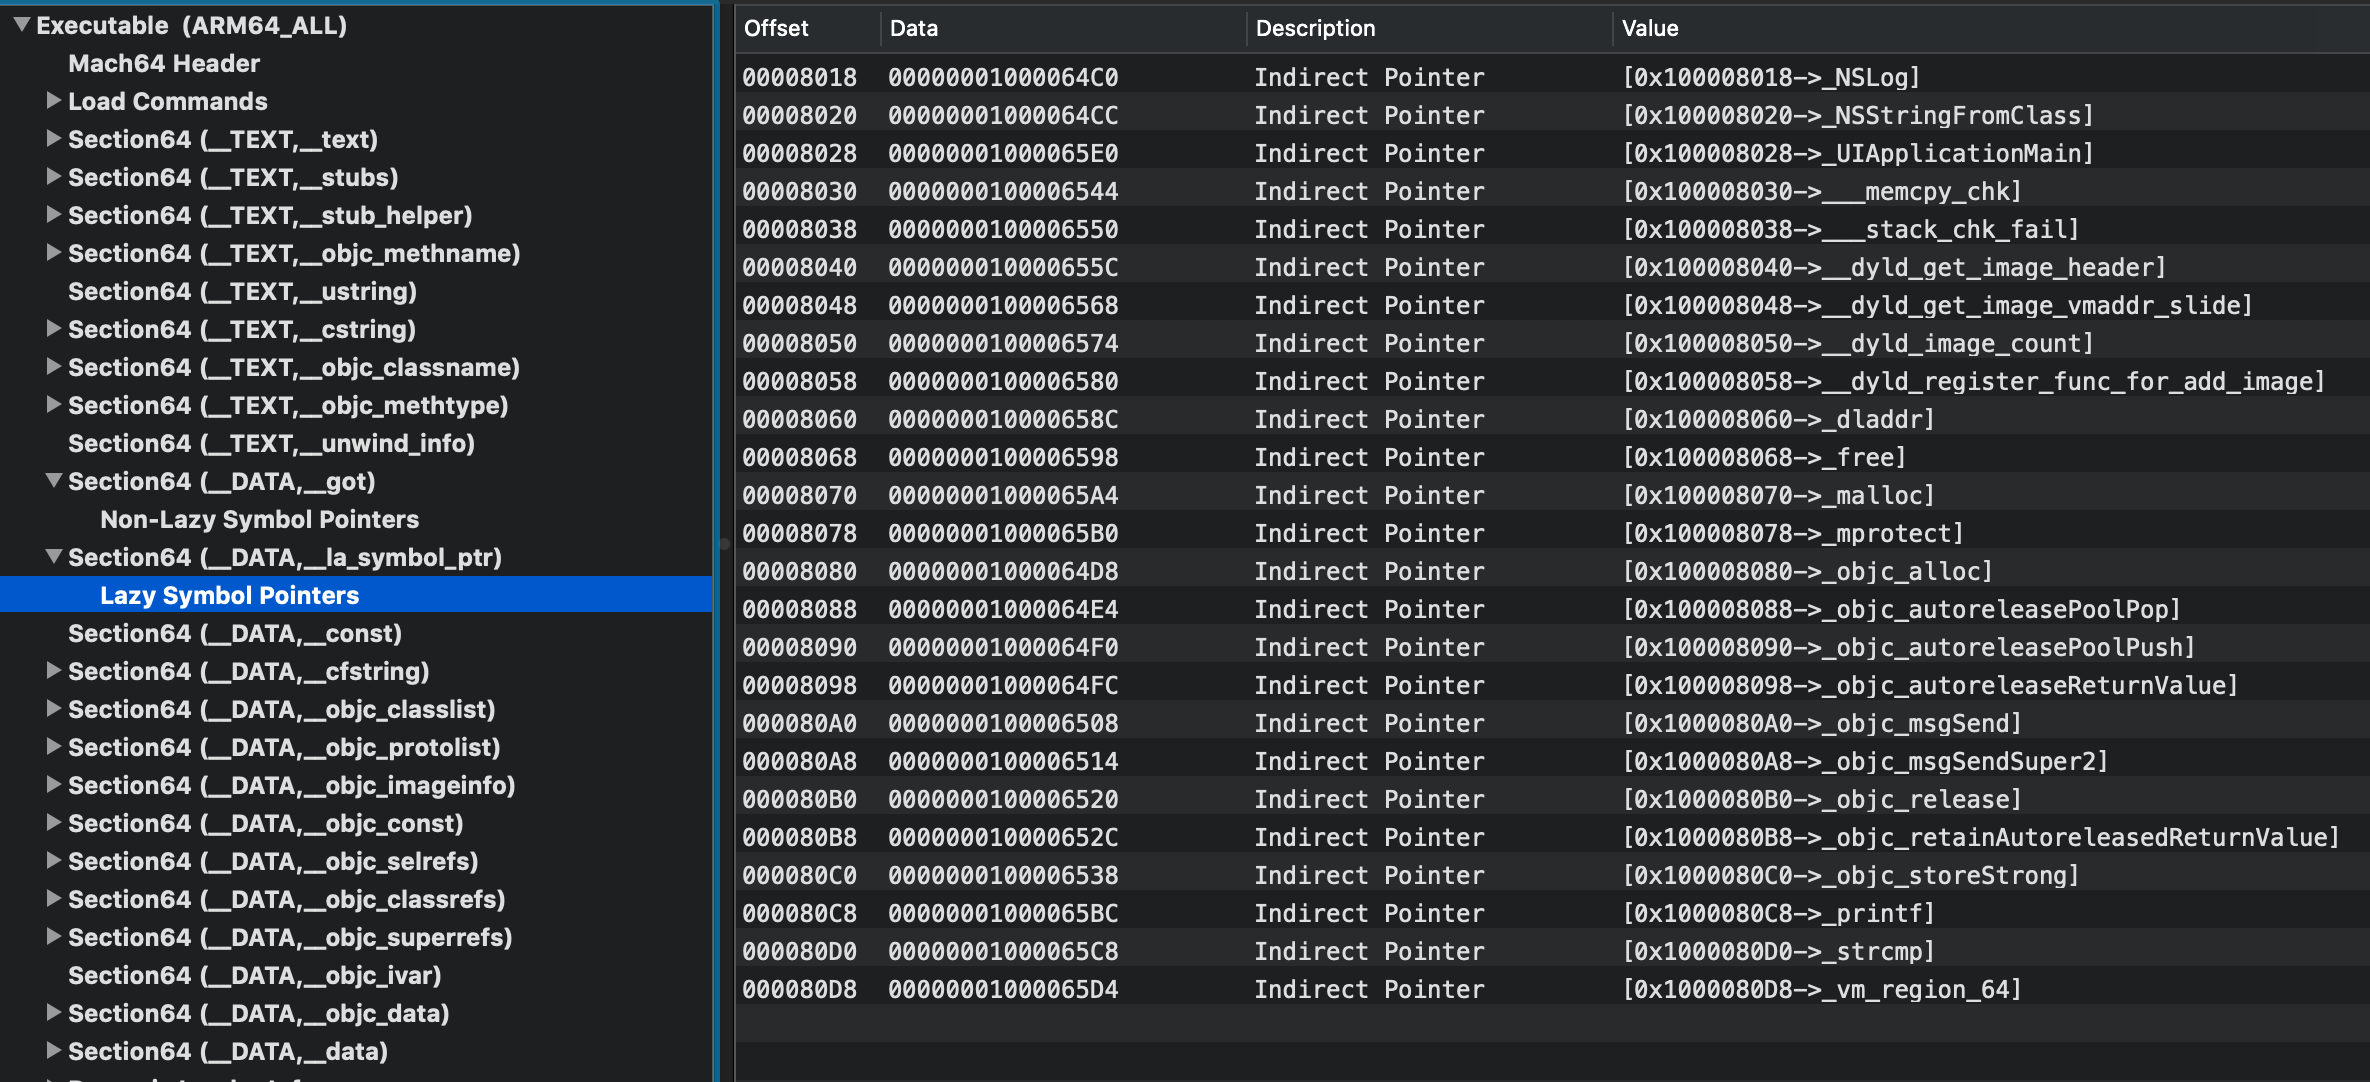 Executable (ARM64_ALL)
Mach64 Header
Load Commands
Section64 (__TEXT,__text)
Section64 (__TEXT,__stubs)
Section64 (__TEXT,__stub_helper)
Section64 (__TEXT,__objc_methname)
Section64 (__TEXT,__ustring)
Section64 (__TEXT,__cstring)
Section64 (__TEXT,__objc_classname)
Section64 (__TEXT,__objc_methtype)
Section64 (__TEXT,__unwind_info)
Section64 (__DATA,__got)
Non-Lazy Symbol Pointers
Section64 (__DATA,__la_symbol_ptr)
Lazy Symbol Pointers
Section64 (__DATA,__const)
Section64 (__DATA,__cfstring)
Section64 (__DATA,__objc_classlist)
Section64 (__DATA,__objc_protolist)
Section64 (__DATA,__objc_imageinfo)
Section64 (__DATA,__objc_const)
Section64 (__DATA,__objc_selrefs)
Section64 (__DATA,__objc_classrefs)
Section64 (__DATA,__objc_superrefs)
Section64 (__DATA,__objc_ivar)
Section64 (__DATA,__objc_data)
Section64 (__DATA,__data)
Offset Data Description Value
00008018 00000001000064C0 Indirect Pointer [0x100008018->_NSLog]
00008020 00000001000064CC Indirect Pointer [0x100008020->_NSStringFromClass]
00008028 00000001000065E0 Indirect Pointer [0x100008028->_UIApplicationMain]
00008030 0000000100006544 Indirect Pointer [0x100008030->___memcpy_chk]
00008038 0000000100006550 Indirect Pointer [0x100008038->___stack_chk_fail]
00008040 000000010000655C Indirect Pointer [0x100008040->__dyld_get_image_header]
00008048 0000000100006568 Indirect Pointer [0x100008048->__dyld_get_image_vmaddr_slide]
00008050 0000000100006574 Indirect Pointer [0x100008050->__dyld_image_count]
00008058 0000000100006580 Indirect Pointer [0x100008058->__dyld_register_func_for_add_image]
00008060 000000010000658C Indirect Pointer [0x100008060->_dladdr]
00008068 0000000100006598 Indirect Pointer [0x100008068->_free]
00008070 00000001000065A4 Indirect Pointer [0x100008070->_malloc]
00008078 00000001000065B0 Indirect Pointer [0x100008078->_mprotect]
00008080 00000001000064D8 Indirect Pointer [0x100008080->_objc_alloc]
00008088 00000001000064E4 Indirect Pointer [0x100008088->_objc_autoreleasePoolPop]
00008090 00000001000064F0 Indirect Pointer [0x100008090->_objc_autoreleasePoolPush]
00008098 00000001000064FC Indirect Pointer [0x100008098->_objc_autoreleaseReturnValue]
000080A0 0000000100006508 Indirect Pointer [0x1000080A0->_objc_msgSend]
000080A8 0000000100006514 Indirect Pointer [0x1000080A8->_objc_msgSendSuper2]
000080B0 0000000100006520 Indirect Pointer [0x1000080B0->_objc_release]
000080B8 000000010000652C Indirect Pointer [0x1000080B8->_objc_retainAutoreleasedReturnValue]
000080C0 0000000100006538 Indirect Pointer [0x1000080C0->_objc_storeStrong]
000080C8 00000001000065BC Indirect Pointer [0x1000080C8->_printf]
000080D0 00000001000065C8 Indirect Pointer [0x1000080D0->_strcmp]
000080D8 00000001000065D4 Indirect Pointer [0x1000080D8->_vm_region_64]